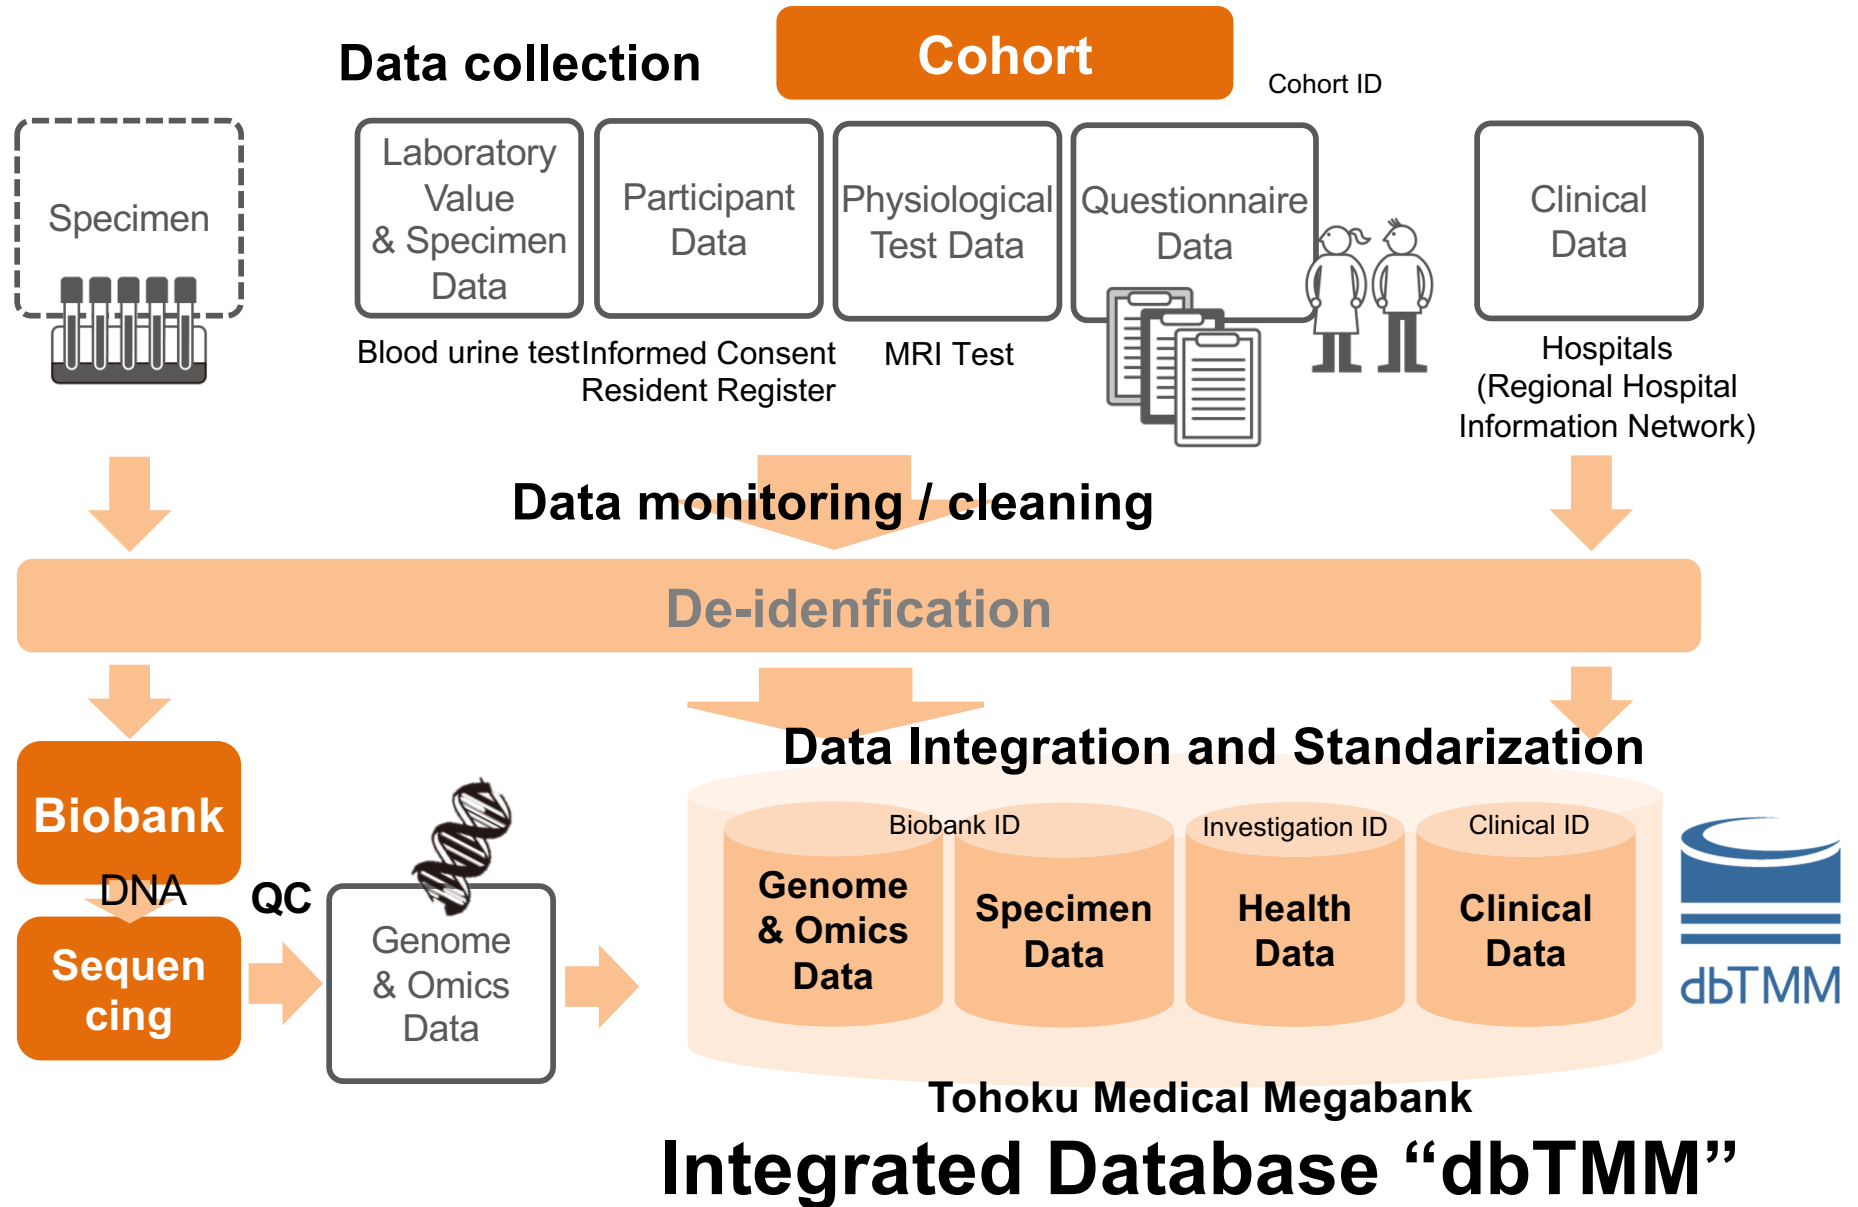 Data collection
Cohort
Cohort ID
Specimen
Laboratory
Value
& Specimen
Data
Participant
Data
Physiological
Test Data
Questionnaire
Data
Clinical
Data
Blood urine test
Informed Consent
Resident Register
MRI Test
Hospitals
(Regional Hospital
Information Network)
Data monitoring / cleaning
De-idenfication
Biobank
DNA
Sequen
cing
QC
Genome
& Omics
Data
Data Integration and Standarization
Biobank ID
Investigation ID
Clinical ID
Genome
& Omics
Data
Specimen
Data
Health
Data
Clinical
Data
dbTMM
Tohoku Medical Megabank
Integrated Database “dbTMM”